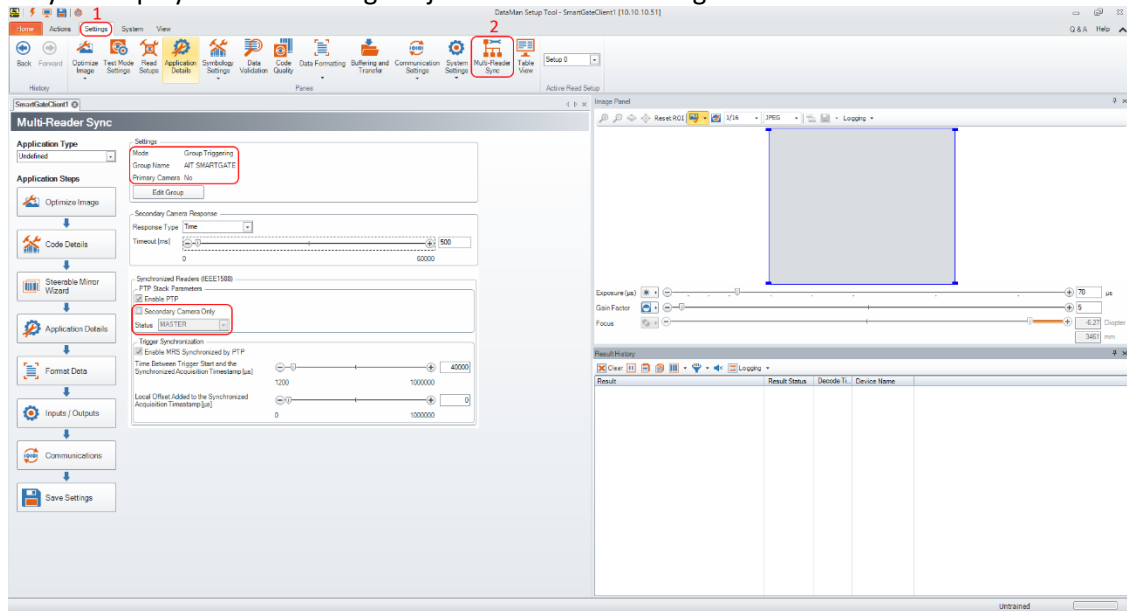 1
2
DataMan Setup Tool - SmartGateClient1 [10.10.10.51]
Home Actions Settings System View
Q & A Help
Back Forward
Optimize Image
Test Mode Settings
Read Setups
Application Details
Symbology Settings
Data Validation
Code Quality
Data Formatting
Buffering and Transfer
Communication Settings
System Settings
Multi-Reader Sync
Table View
Setup 0
History
Panes
Active Read Setup
SmartGateClient1
Multi-Reader Sync
Application Type
Undefined
Application Steps
Optimize Image
Code Details
Steerable Mirror Wizard
Application Details
Format Data
Inputs / Outputs
Communications
Save Settings
Settings
Mode Group Triggering
Group Name AIT SMARTGATE
Primary Camera No
Edit Group
Secondary Camera Response
Response Type Time
Timeout [ms] 500
0 60000
Synchronized Readers (IEEE1588)
PTP Stack Parameters
Enable PTP
Secondary Camera Only
Status MASTER
Trigger Synchronization
Enable MRS Synchronized by PTP
Time Between Trigger Start and the
Synchronized Acquisition Timestamp [µs] 40000
1200 1000000
Local Offset Added to the Synchronized
Acquisition Timestamp [µs] 0
0 1000000
Image Panel
Reset ROI 1/16 JPEG Logging
Exposure (µs) 70 µs
Gain Factor 5
Focus -6.27 Diopter
3461 mm
Result History
Clear Logging
Result Result Status Decode Ti... Device Name
Untrained